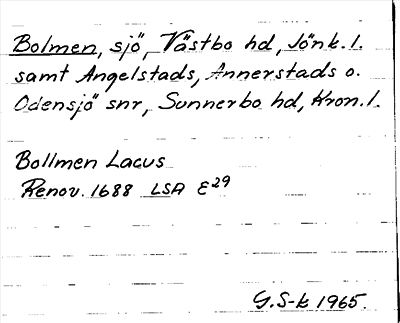 Bolmen, sjö, Västbo hd, Jönk. l.
samt Angelstads, Annerstads o.
Odensjö snr, Sunnerbo hd, Kron. l.
Bollmen Lacus
Renov. 1688 LSA E29
G. S-k 1965.